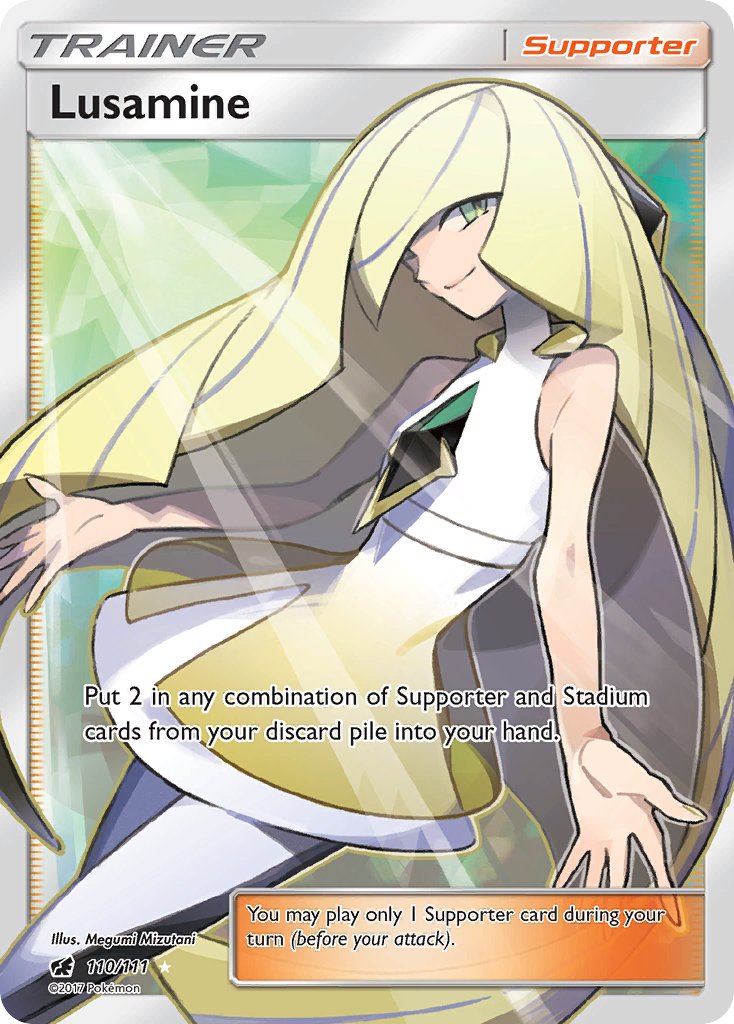 TRAINER
Supporter
Lusamine
Put 2 in any combination of Supporter and Stadium
cards from your discard pile into your hand.
You may play only 1 Supporter card during your
turn (before your attack).
Illus. Megumi Mizutani
110/111 ★
©2017 Pokémon